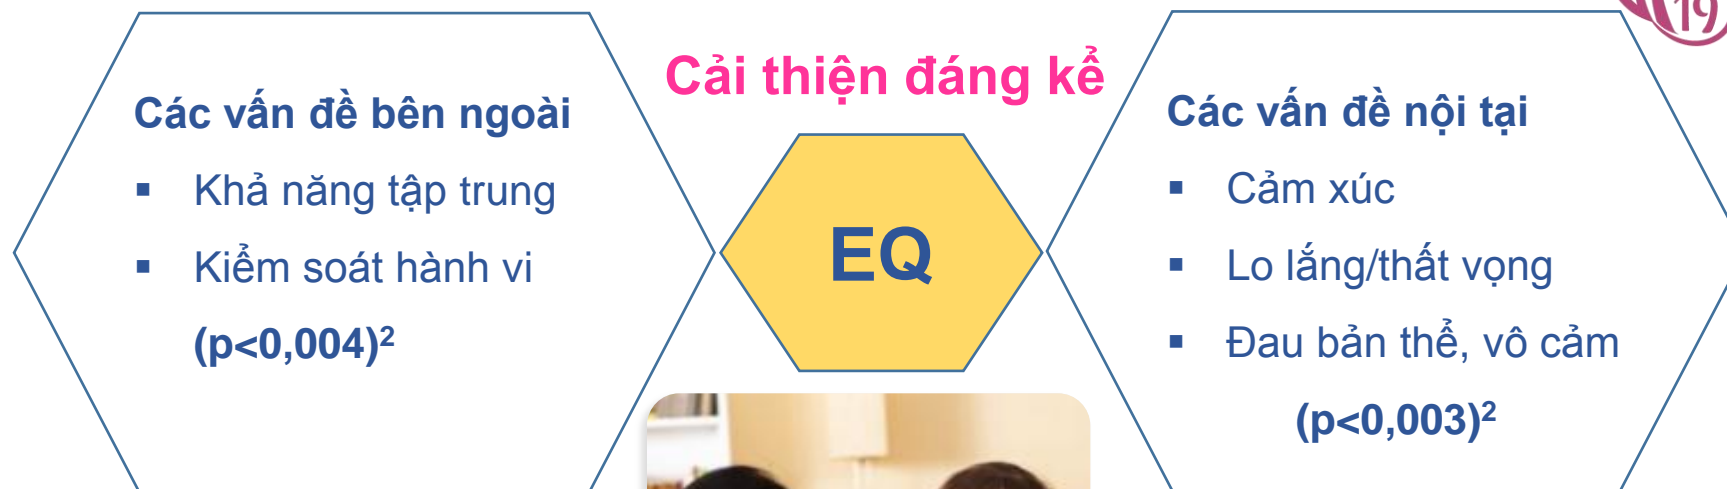 Cải thiện đáng kể
Các vấn đề bên ngoài
▪ Khả năng tập trung
▪ Kiểm soát hành vi
(p<0,004)²
EQ
Các vấn đề nội tại
▪ Cảm xúc
▪ Lo lắng/thất vọng
▪ Đau bản thể, vô cảm
(p<0,003)²
19